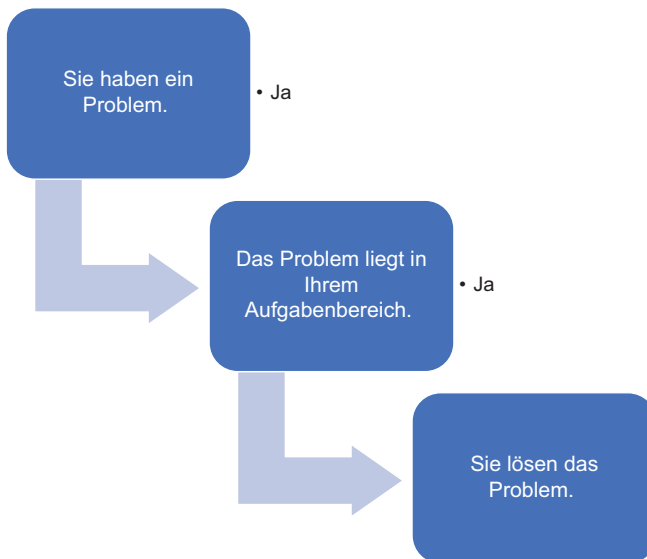 Sie haben ein
Problem.
• Ja
Das Problem liegt in
Ihrem
Aufgabenbereich.
• Ja
Sie lösen das
Problem.